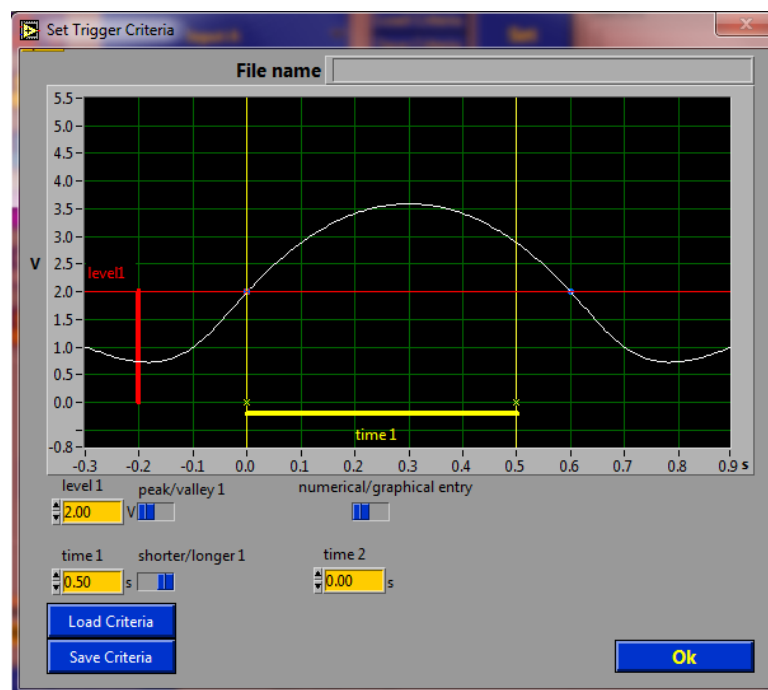 Set Trigger Criteria
File name
5.5
5.0
4.5
4.0
3.5
3.0
V
2.5
level1
2.0
1.5
1.0
0.5
0.0
-0.8
time 1
-0.3 -0.2 -0.1 0.0 0.1 0.2 0.3 0.4 0.5 0.6 0.7 0.8 0.9 s
level 1 peak/valley 1 numerical/graphical entry
2.00 V
time 1 shorter/longer 1 time 2
0.50 s 0.00 s
Load Criteria
Save Criteria
Ok